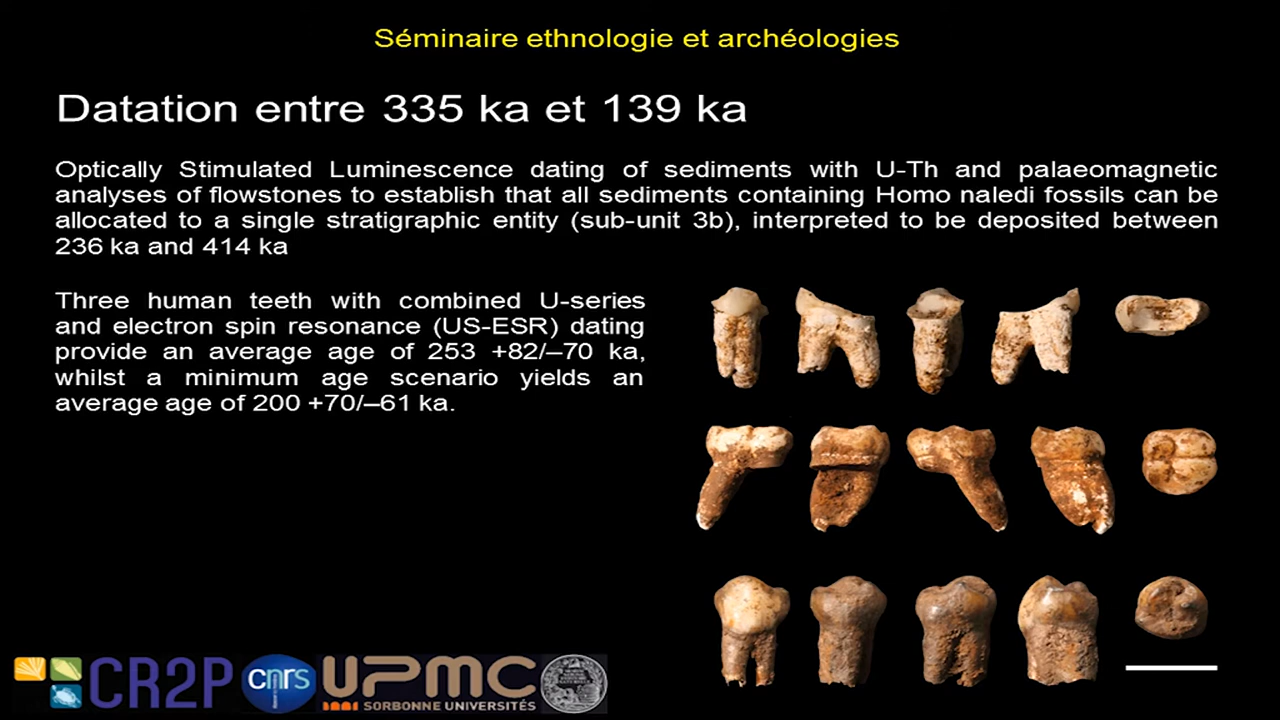 Séminaire ethnologie et archéologies
Datation entre 335 ka et 139 ka
Optically Stimulated Luminescence dating of sediments with U-Th and palaeomagnetic
analyses of flowstones to establish that all sediments containing Homo naledi fossils can be
allocated to a single stratigraphic entity (sub-unit 3b), interpreted to be deposited between
236 ka and 414 ka
Three human teeth with combined U-series
and electron spin resonance (US-ESR) dating
provide an average age of 253 +82/–70 ka,
whilst a minimum age scenario yields an
average age of 200 +70/–61 ka.
CR2P
cnrs
UPMC
SORBONNE UNIVERSITÉS